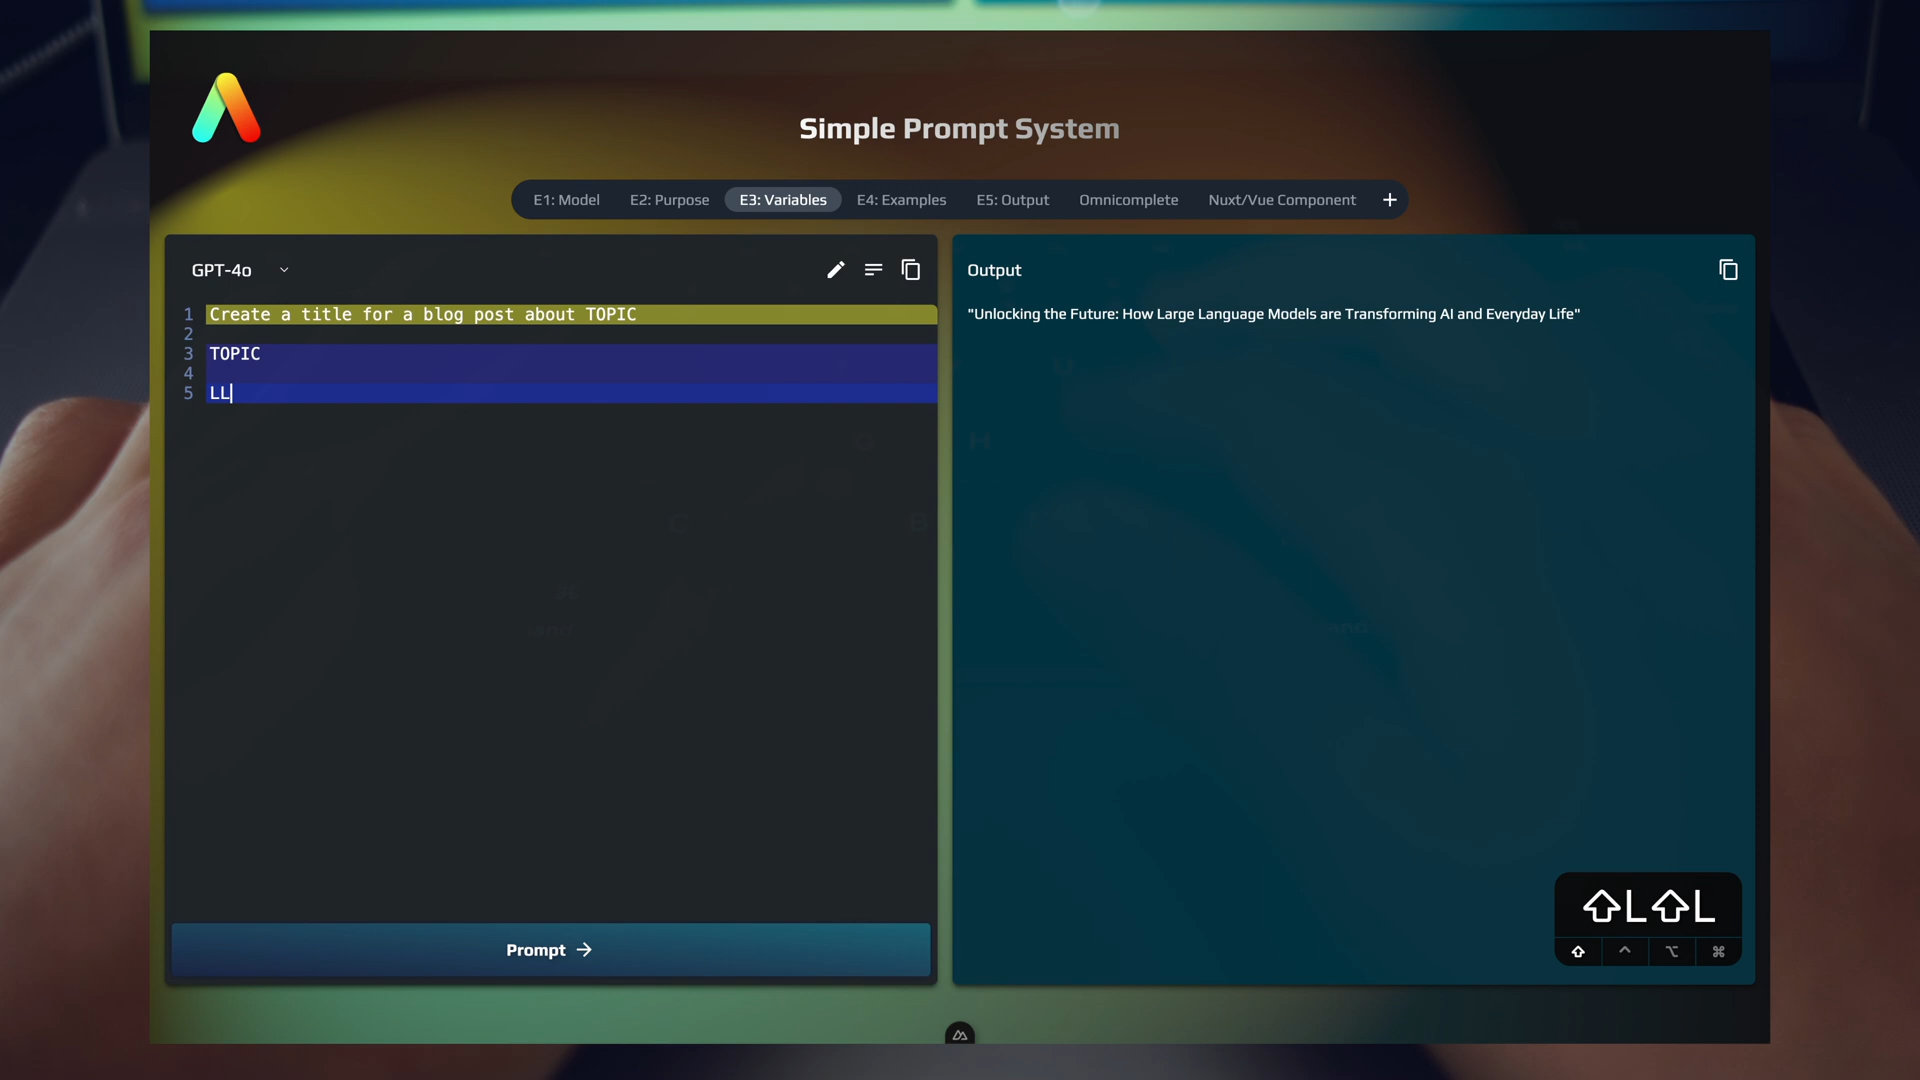 Simple Prompt System
E1: Model
E2: Purpose
E3: Variables
E4: Examples
E5: Output
Omnicomplete
Nuxt/Vue Component
+
GPT-4o
1 Create a title for a blog post about TOPIC
2
3 TOPIC
4
5 LL
Prompt →
Output
"Unlocking the Future: How Large Language Models are Transforming AI and Everyday Life"
⇧L⇧L
⇧ ^ ⌥ ⌘